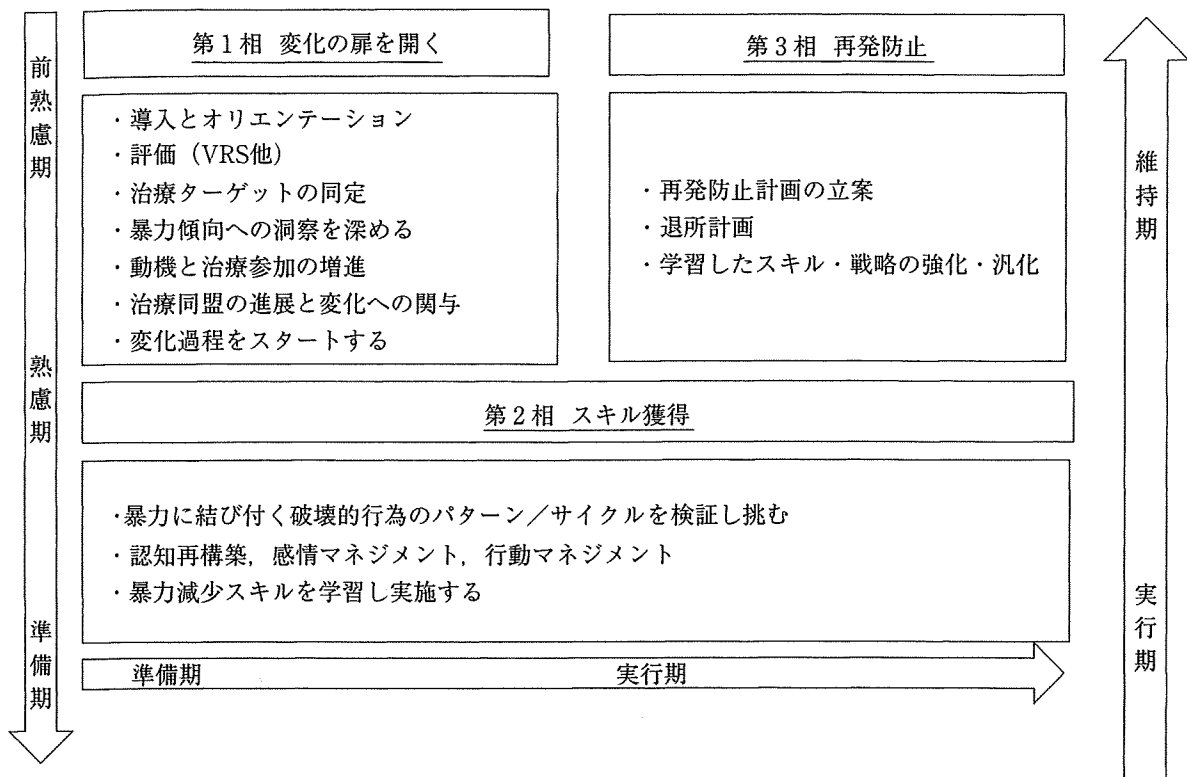 前熟慮期
熟慮期
準備期
第1相 変化の扉を開く
・導入とオリエンテーション
・評価（VRS他）
・治療ターゲットの同定
・暴力傾向への洞察を深める
・動機と治療参加の増進
・治療同盟の進展と変化への関与
・変化過程をスタートする
第3相 再発防止
・再発防止計画の立案
・退所計画
・学習したスキル・戦略の強化・汎化
第2相 スキル獲得
・暴力に結び付く破壊的行為のパターン／サイクルを検証し挑む
・認知再構築，感情マネジメント，行動マネジメント
・暴力減少スキルを学習し実施する
準備期
実行期
維持期
実行期